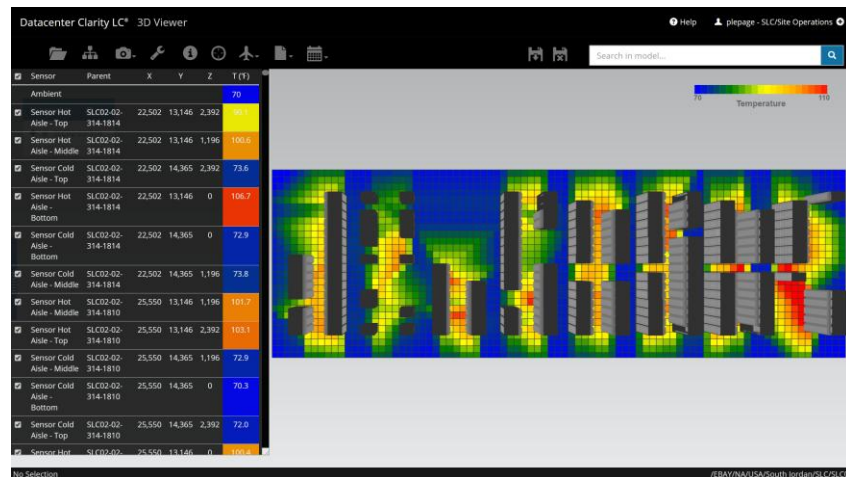 Datacenter Clarity LC® 3D Viewer
Help plepage - SLC/Site Operations
Search in model...
Sensor Parent X Y Z T (°F)
Ambient 70
Sensor Hot SLC02-02- 22,502 13,146 2,392
Aisle - Top 314-1814
Sensor Hot SLC02-02- 22,502 13,146 1,196 100.6
Aisle - Middle 314-1814
Sensor Cold SLC02-02- 22,502 14,365 2,392 73.6
Aisle - Top 314-1814
Sensor Hot SLC02-02- 22,502 13,146 0 106.7
Aisle - 314-1814
Bottom
Sensor Cold SLC02-02- 22,502 14,365 0 72.9
Aisle - 314-1814
Bottom
Sensor Cold SLC02-02- 22,502 14,365 1,196 73.8
Aisle - Middle 314-1814
Sensor Hot SLC02-02- 25,550 13,146 1,196 101.7
Aisle - Middle 314-1810
Sensor Hot SLC02-02- 25,550 13,146 2,392 103.1
Aisle - Top 314-1810
Sensor Cold SLC02-02- 25,550 14,365 1,196 72.9
Aisle - Middle 314-1810
Sensor Cold SLC02-02- 25,550 14,365 0 70.3
Aisle - 314-1810
Bottom
Sensor Cold SLC02-02- 25,550 14,365 2,392 72.0
Aisle - Top 314-1810
Sensor Hot SLC02-02- 25,550 13,146 0 100.4
70 Temperature 110
No Selection
/EBAY/NA/USA/South Jordan/SLC/SLC